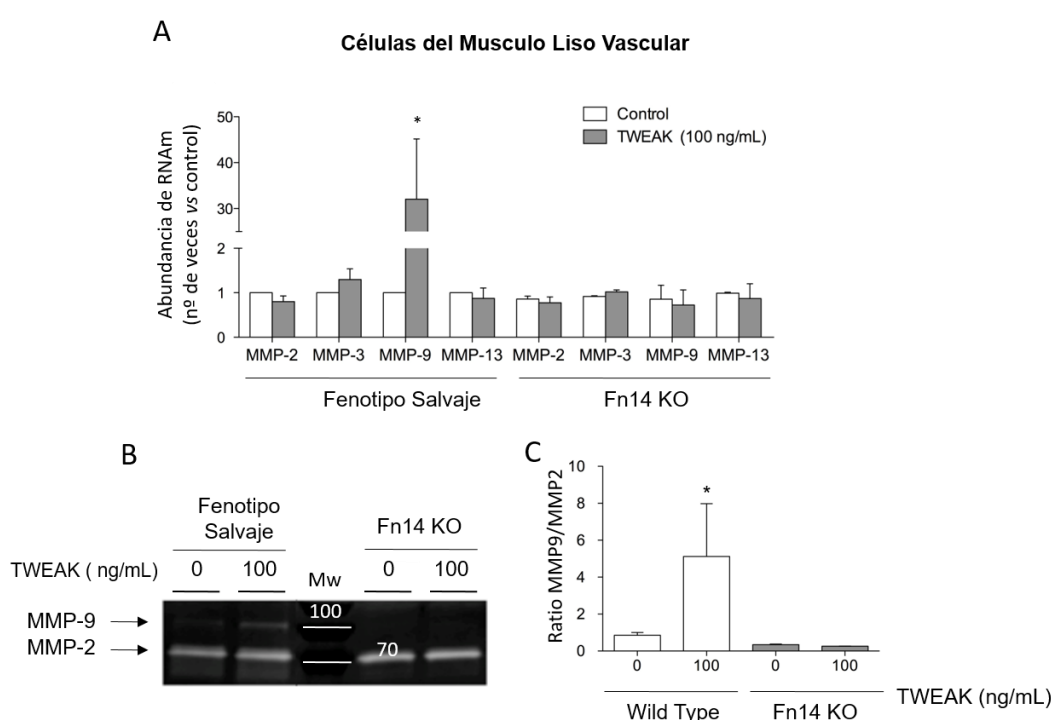 A
Células del Musculo Liso Vascular
Abundancia de RNAm
(nº de veces vs control)
50
40
30
2
1
0
Control
TWEAK (100 ng/mL)
*
MMP-2 MMP-3 MMP-9 MMP-13 MMP-2 MMP-3 MMP-9 MMP-13
Fenotipo Salvaje Fn14 KO
B
Fenotipo
Salvaje
Fn14 KO
TWEAK ( ng/mL) 0 100 Mw 0 100
MMP-9
MMP-2
100
70
C
Ratio MMP9/MMP2
10
8
6
4
2
0
*
0 100 0 100
Wild Type Fn14 KO
TWEAK (ng/mL)